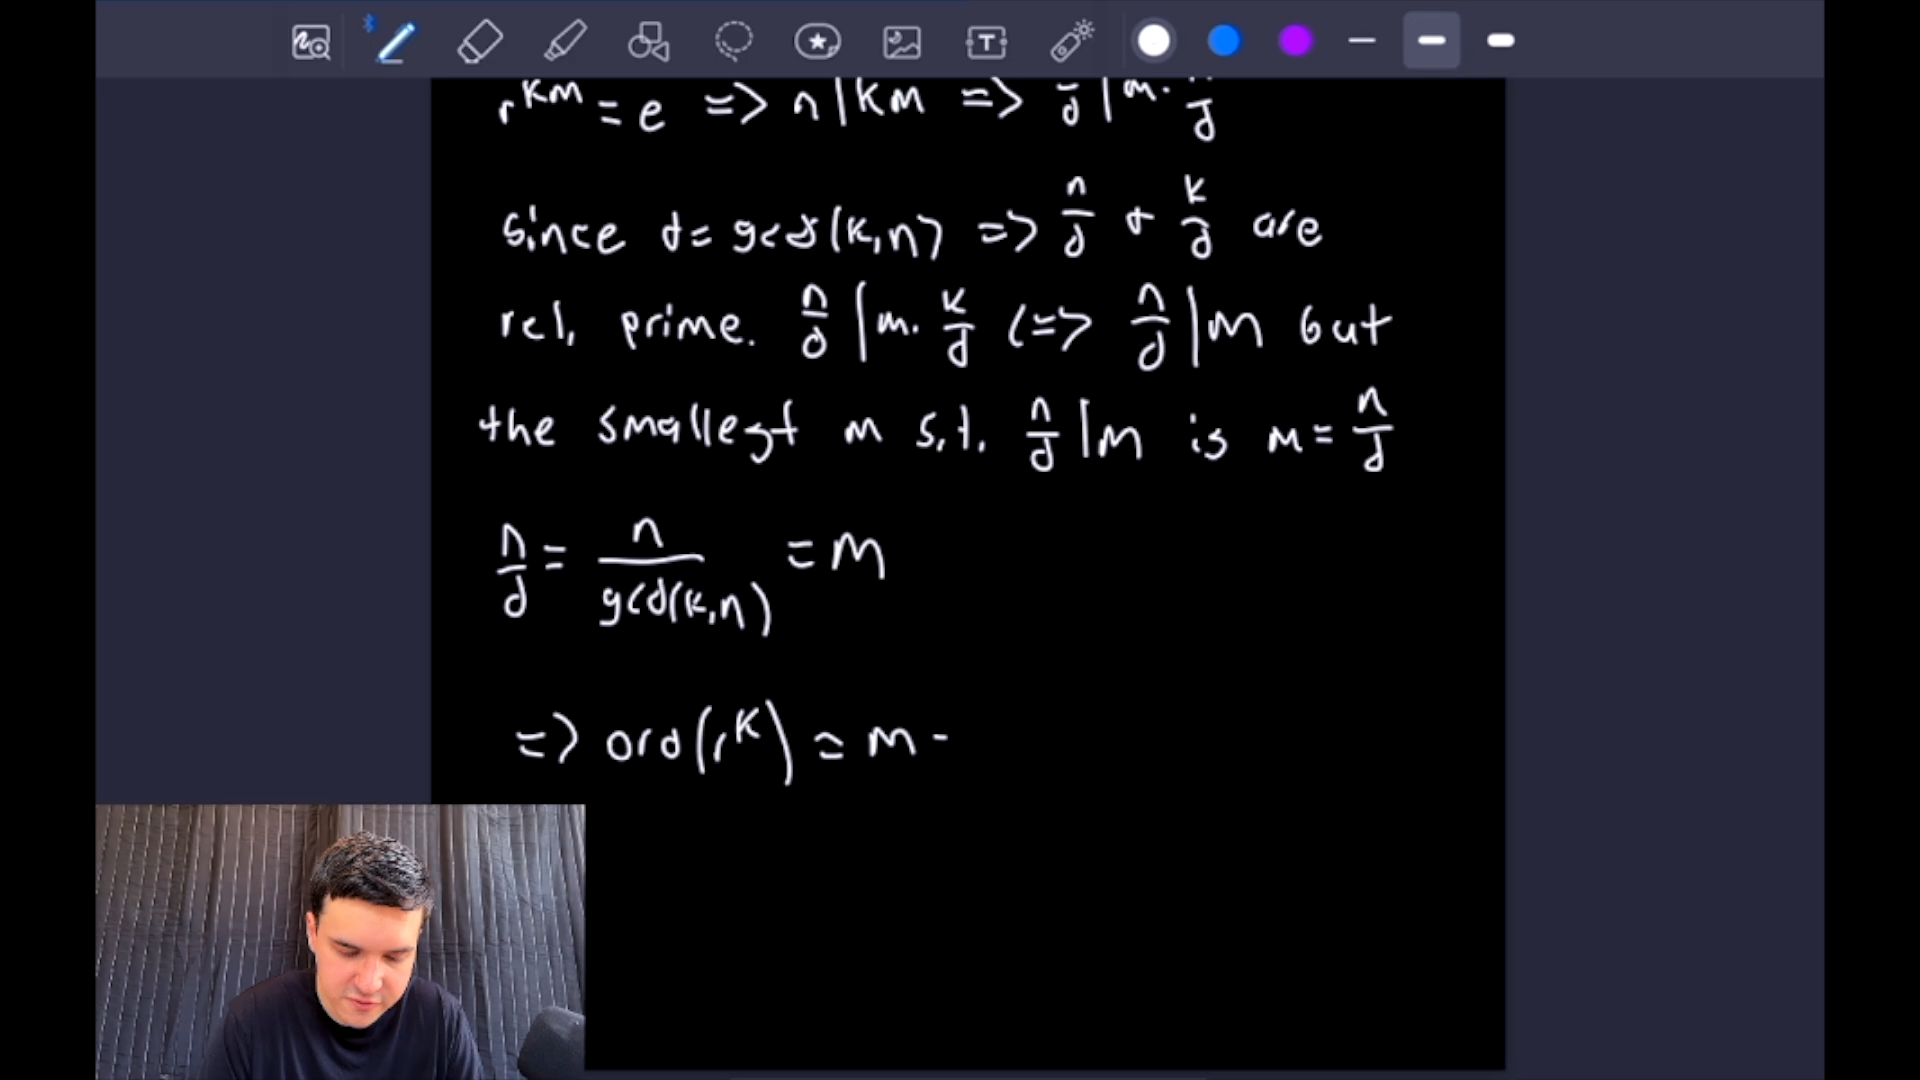 r^km = e => n | km => n/d | m · k/d
since d = gcd(k,n) => n/d + k/d are
rel. prime. n/d | m · k/d (=> n/d | m but
the smallest m s.t. n/d | m is m = n/d
n/d = n/gcd(k,n) = m
=> ord(r^k) = m -